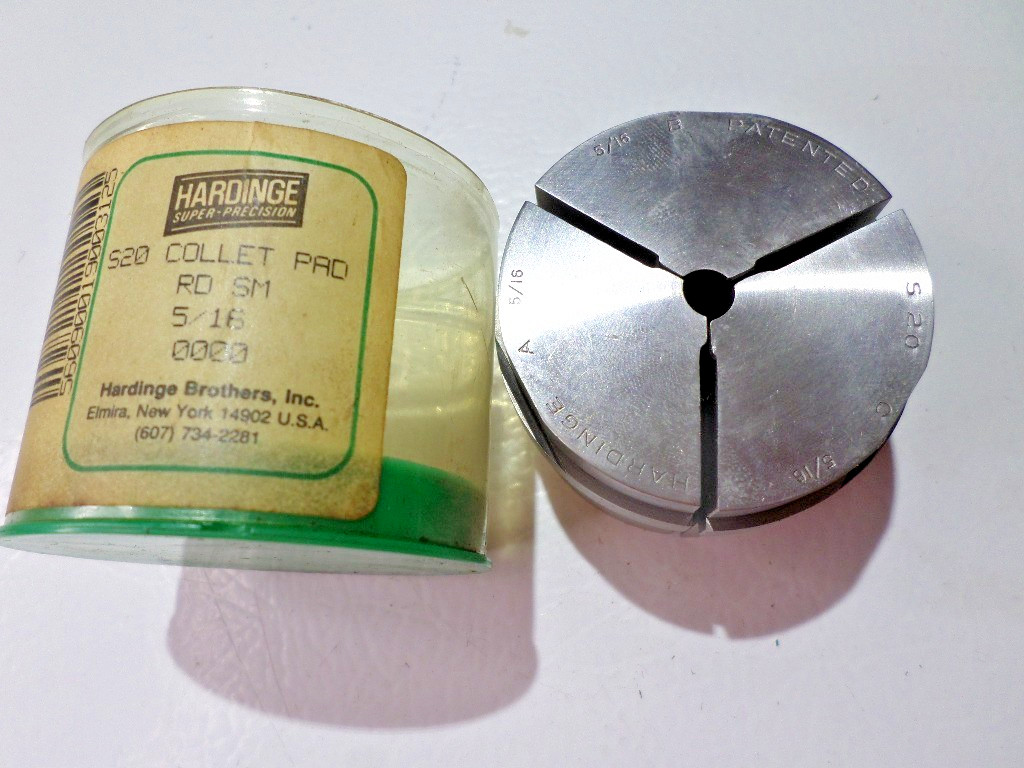 HARDINGE
SUPER-PRECISION
S20 COLLET PAD
RD SM
5/16
0000
Hardinge Brothers, Inc.
Elmira, New York 14902 U.S.A.
(607) 734-2281
5/16 B PATENTED
S20 C 5/16
HARDINGE A 5/16